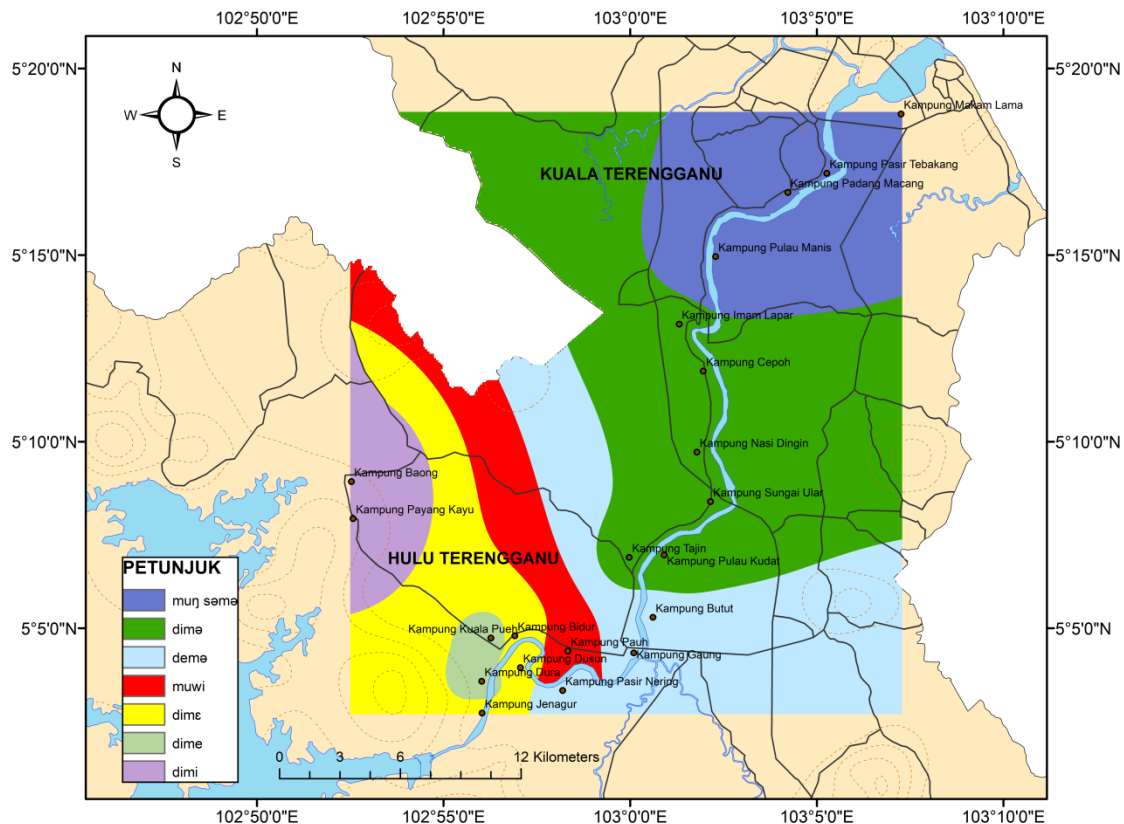 102°50'0"E 102°55'0"E 103°0'0"E 103°5'0"E 103°10'0"E
5°20'0"N 5°20'0"N
N
W E
S
Kampung Makam Lama
KUALA TERENGGANU
Kampung Pasir Tebakang
Kampung Padang Macang
5°15'0"N 5°15'0"N
Kampung Pulau Manis
Kampung Imam Lapar
Kampung Cepoh
5°10'0"N 5°10'0"N
Kampung Nasi Dingin
Kampung Baong
Kampung Sungai Ular
Kampung Payang Kayu
HULU TERENGGANU
Kampung Tajin
Kampung Pulau Kudat
PETUNJUK
muŋ səmə
dimə
demə
muwi
dimɛ
dime
dimi
Kampung Butut
5°5'0"N 5°5'0"N
Kampung Kuala Pueh
Kampung Bidur
Kampung Pauh
Kampung Gaung
Kampung Dusun
Kampung Dura
Kampung Pasir Nering
Kampung Jenagur
0 3 6 12 Kilometers
102°50'0"E 102°55'0"E 103°0'0"E 103°5'0"E 103°10'0"E